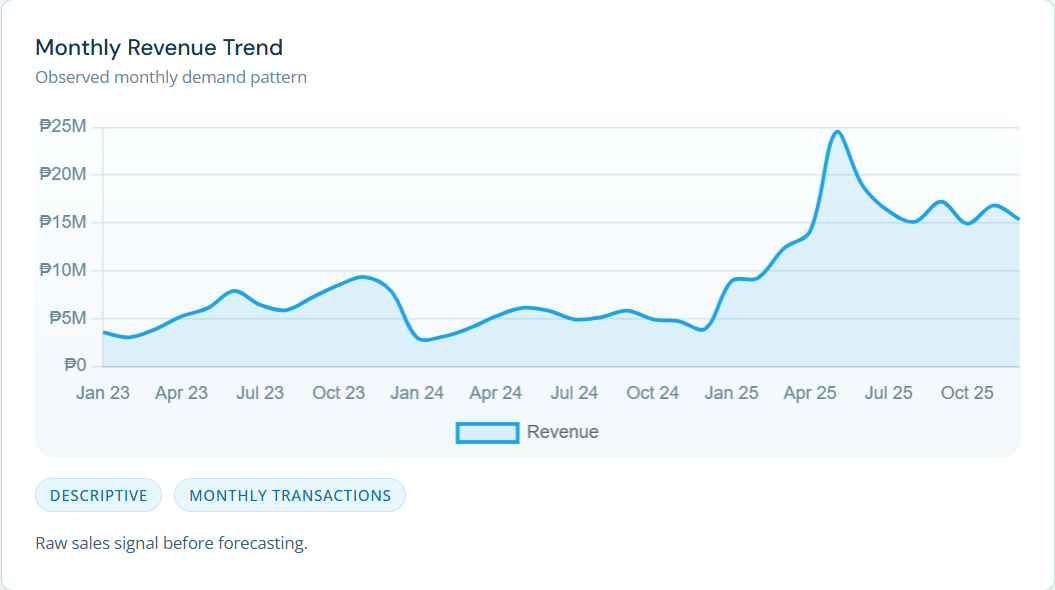 Monthly Revenue Trend
Observed monthly demand pattern
₱25M
₱20M
₱15M
₱10M
₱5M
₱0
Jan 23 Apr 23 Jul 23 Oct 23 Jan 24 Apr 24 Jul 24 Oct 24 Jan 25 Apr 25 Jul 25 Oct 25
Revenue
DESCRIPTIVE MONTHLY TRANSACTIONS
Raw sales signal before forecasting.